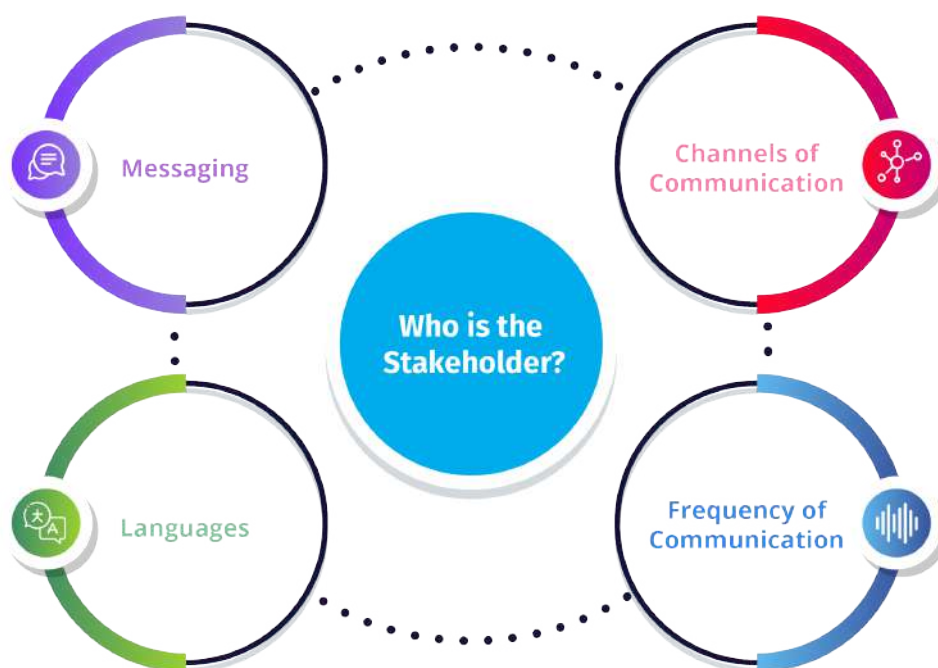 Messaging
Channels of
Communication
Who is the
Stakeholder?
Languages
Frequency of
Communication